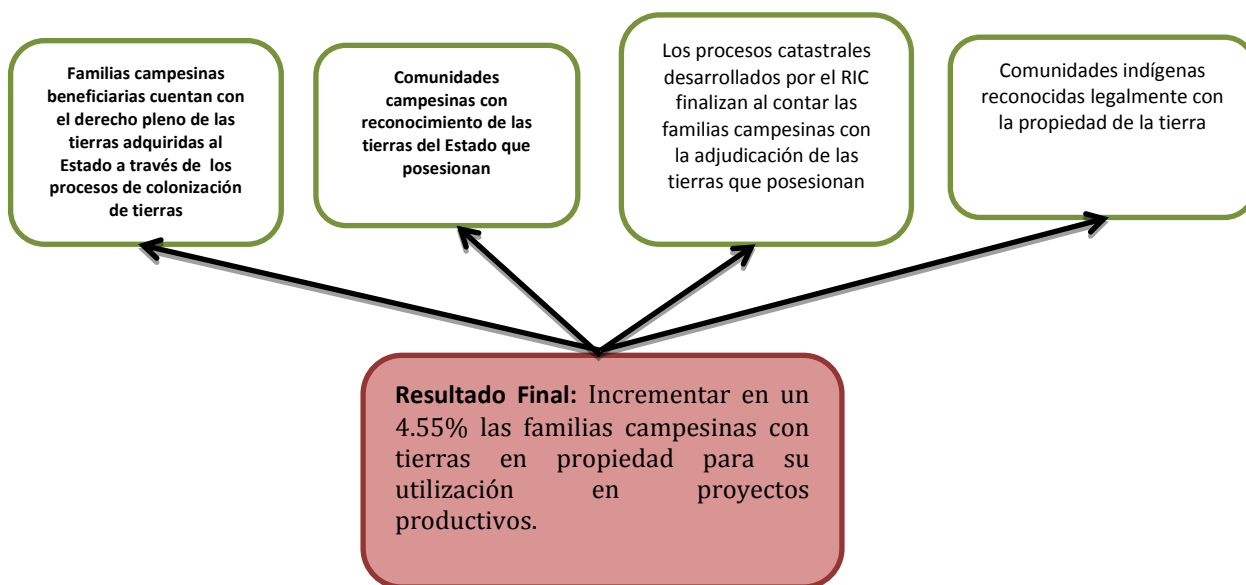 Familias campesinas
beneficiarias cuentan con
el derecho pleno de las
tierras adquiridas al
Estado a través de los
procesos de colonización
de tierras
Comunidades
campesinas con
reconocimiento de las
tierras del Estado que
posesionan
Los procesos catastrales
desarrollados por el RIC
finalizan al contar las
familias campesinas con
la adjudicación de las
tierras que posesionan
Comunidades indígenas
reconocidas legalmente con
la propiedad de la tierra
Resultado Final: Incrementar en un
4.55% las familias campesinas con
tierras en propiedad para su
utilización en proyectos
productivos.